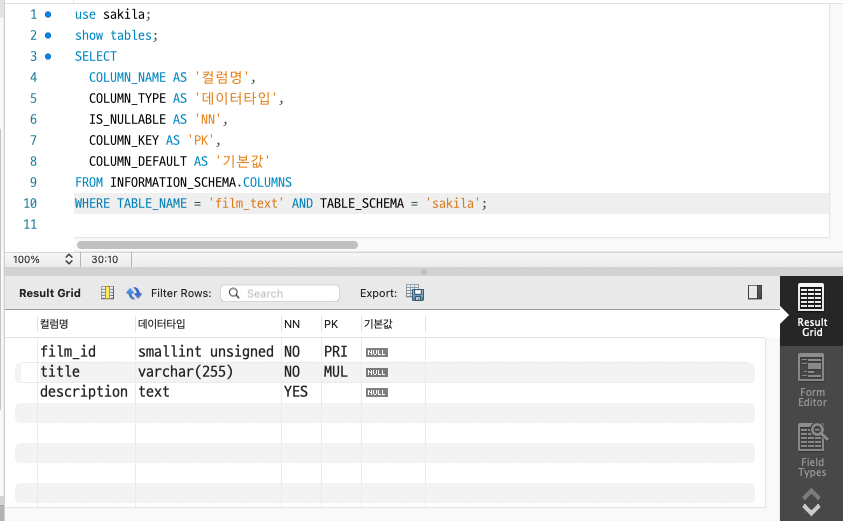 1 use sakila;
2 show tables;
3 SELECT
4 COLUMN_NAME AS '컬럼명',
5 COLUMN_TYPE AS '데이터타입',
6 IS_NULLABLE AS 'NN',
7 COLUMN_KEY AS 'PK',
8 COLUMN_DEFAULT AS '기본값'
9 FROM INFORMATION_SCHEMA.COLUMNS
10 WHERE TABLE_NAME = 'film_text' AND TABLE_SCHEMA = 'sakila';
11
100% 30:10
Result Grid Filter Rows: Search Export:
컬럼명 데이터타입 NN PK 기본값
film_id smallint unsigned NO PRI NULL
title varchar(255) NO MUL NULL
description text YES NULL
Result
Grid
Form
Editor
Field
Types